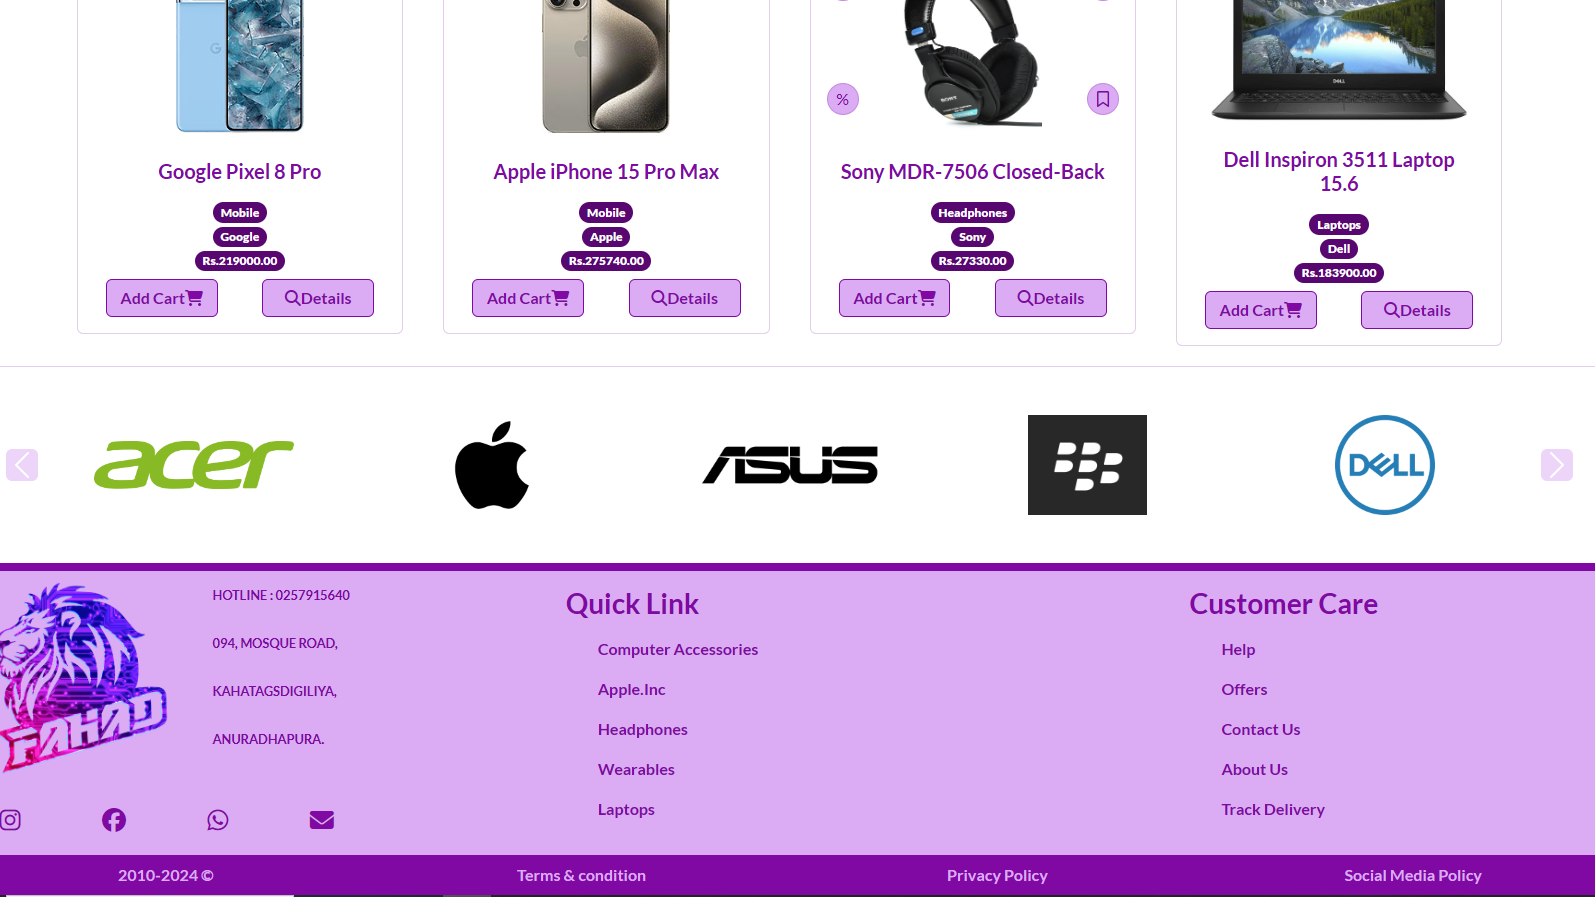 G
SONY
DELL
%
Google Pixel 8 Pro
Apple iPhone 15 Pro Max
Sony MDR-7506 Closed-Back
Dell Inspiron 3511 Laptop
15.6
Mobile
Google
Rs.219000.00
Add Cart Details
Mobile
Apple
Rs.275740.00
Add Cart Details
Headphones
Sony
Rs.27330.00
Add Cart Details
Laptops
Dell
Rs.183900.00
Add Cart Details
acer
ASUS
DELL
FAHAD
HOTLINE : 0257915640
094, MOSQUE ROAD,
KAHATAGSDIGILIYA,
ANURADHAPURA.
Quick Link
Computer Accessories
Apple.Inc
Headphones
Wearables
Laptops
Customer Care
Help
Offers
Contact Us
About Us
Track Delivery
2010-2024 ©
Terms & condition
Privacy Policy
Social Media Policy